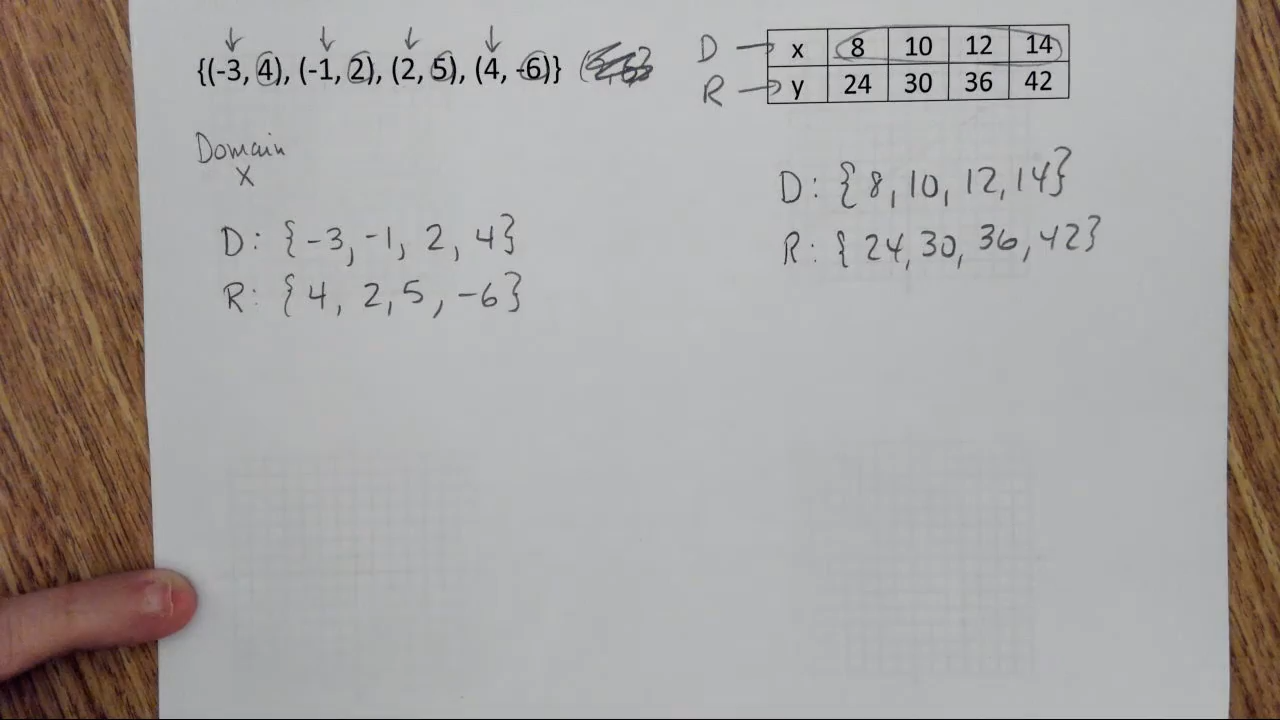 {(-3, 4), (-1, 2), (2, 5), (4, -6)}
D → x 8 10 12 14
R → y 24 30 36 42
Domain
X
D: {-3, -1, 2, 4}
R: {4, 2, 5, -6}
D: {8, 10, 12, 14}
R: {24, 30, 36, 42}